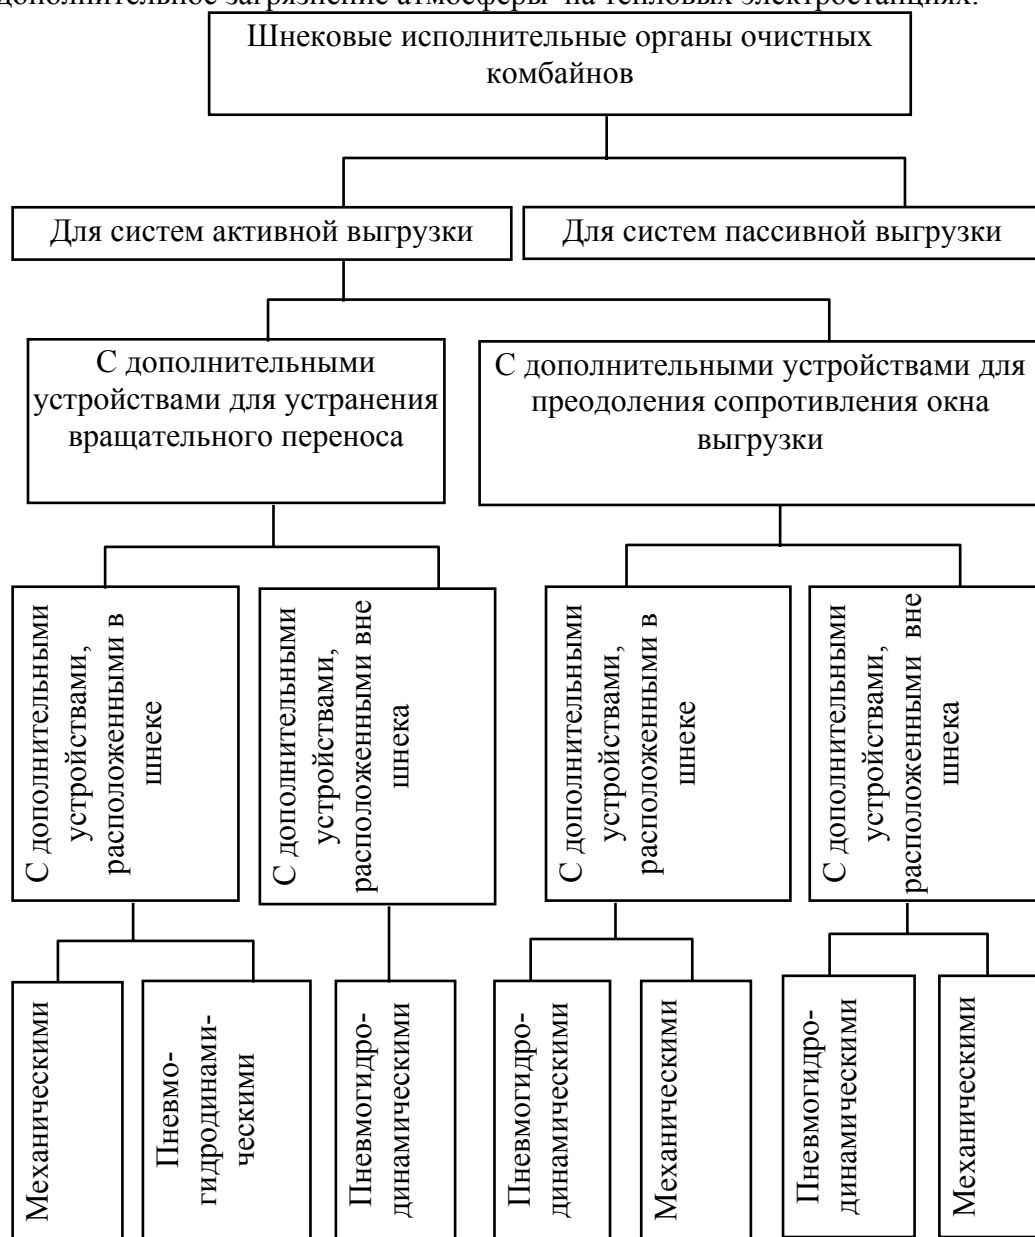 дополнительное загрязнение атмосферы на тепловых электростанциях.
Шнековые исполнительные органы очистных
комбайнов
Для систем активной выгрузки
Для систем пассивной выгрузки
С дополнительными
устройствами для устранения
вращательного переноса
С дополнительными устройствами для
преодоления сопротивления окна
выгрузки
С дополнительными
устройствами,
расположенными в
шнеке
С дополнительными
устройствами,
расположенными вне
шнека
С дополнительными
устройствами,
расположенными в
шнеке
С дополнительными
устройствами,
расположенными вне
шнека
Механическими
Пневмо-
гидродинами-
ческими
Пневмогидро-
динамическими
Пневмогидро-
динамическими
Механическими
Пневмогидро-
динамическими
Механическими